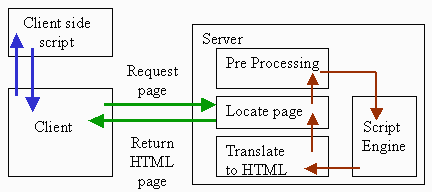 Client side
script
Server
Pre Processing
Request
page
Locate page
Client
Script
Engine
Return
HTML
page
Translate
to HTML